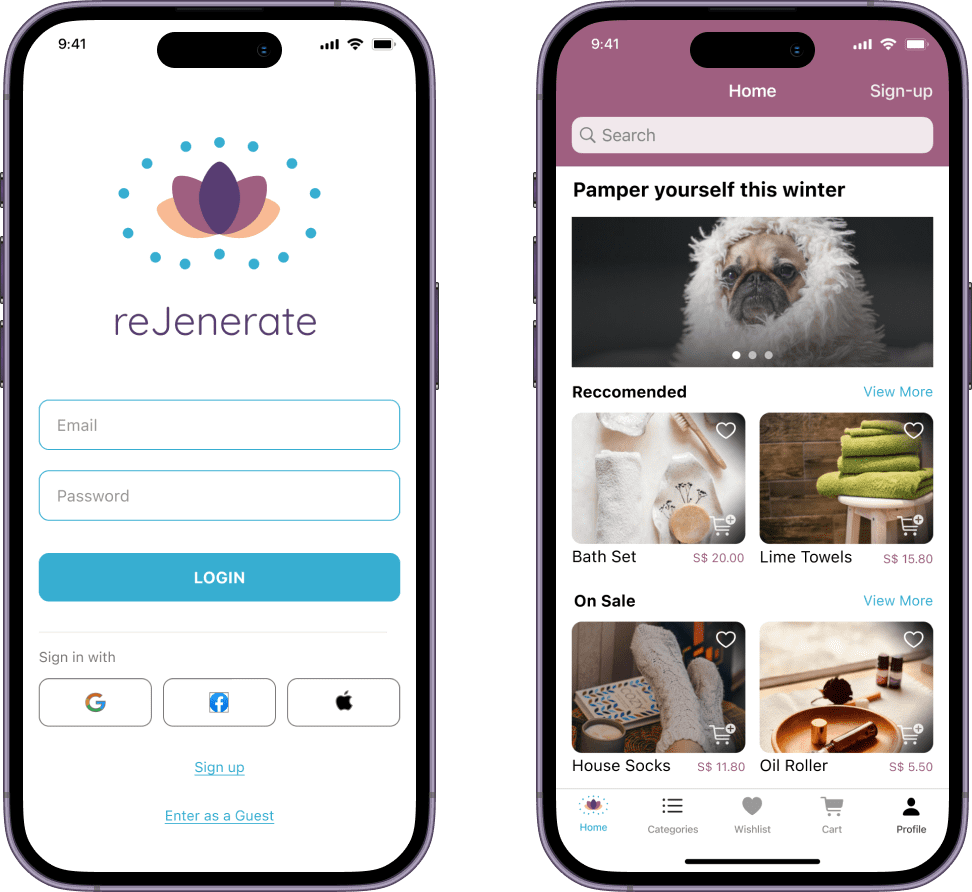 9:41
reJenerate
Email
Password
LOGIN
Sign in with
Sign up
Enter as a Guest
9:41
Home Sign-up
Search
Pamper yourself this winter
Reccomended View More
Bath Set S$ 20.00 Lime Towels S$ 15.80
On Sale View More
House Socks S$ 11.80 Oil Roller S$ 5.50
Home Categories Wishlist Cart Profile